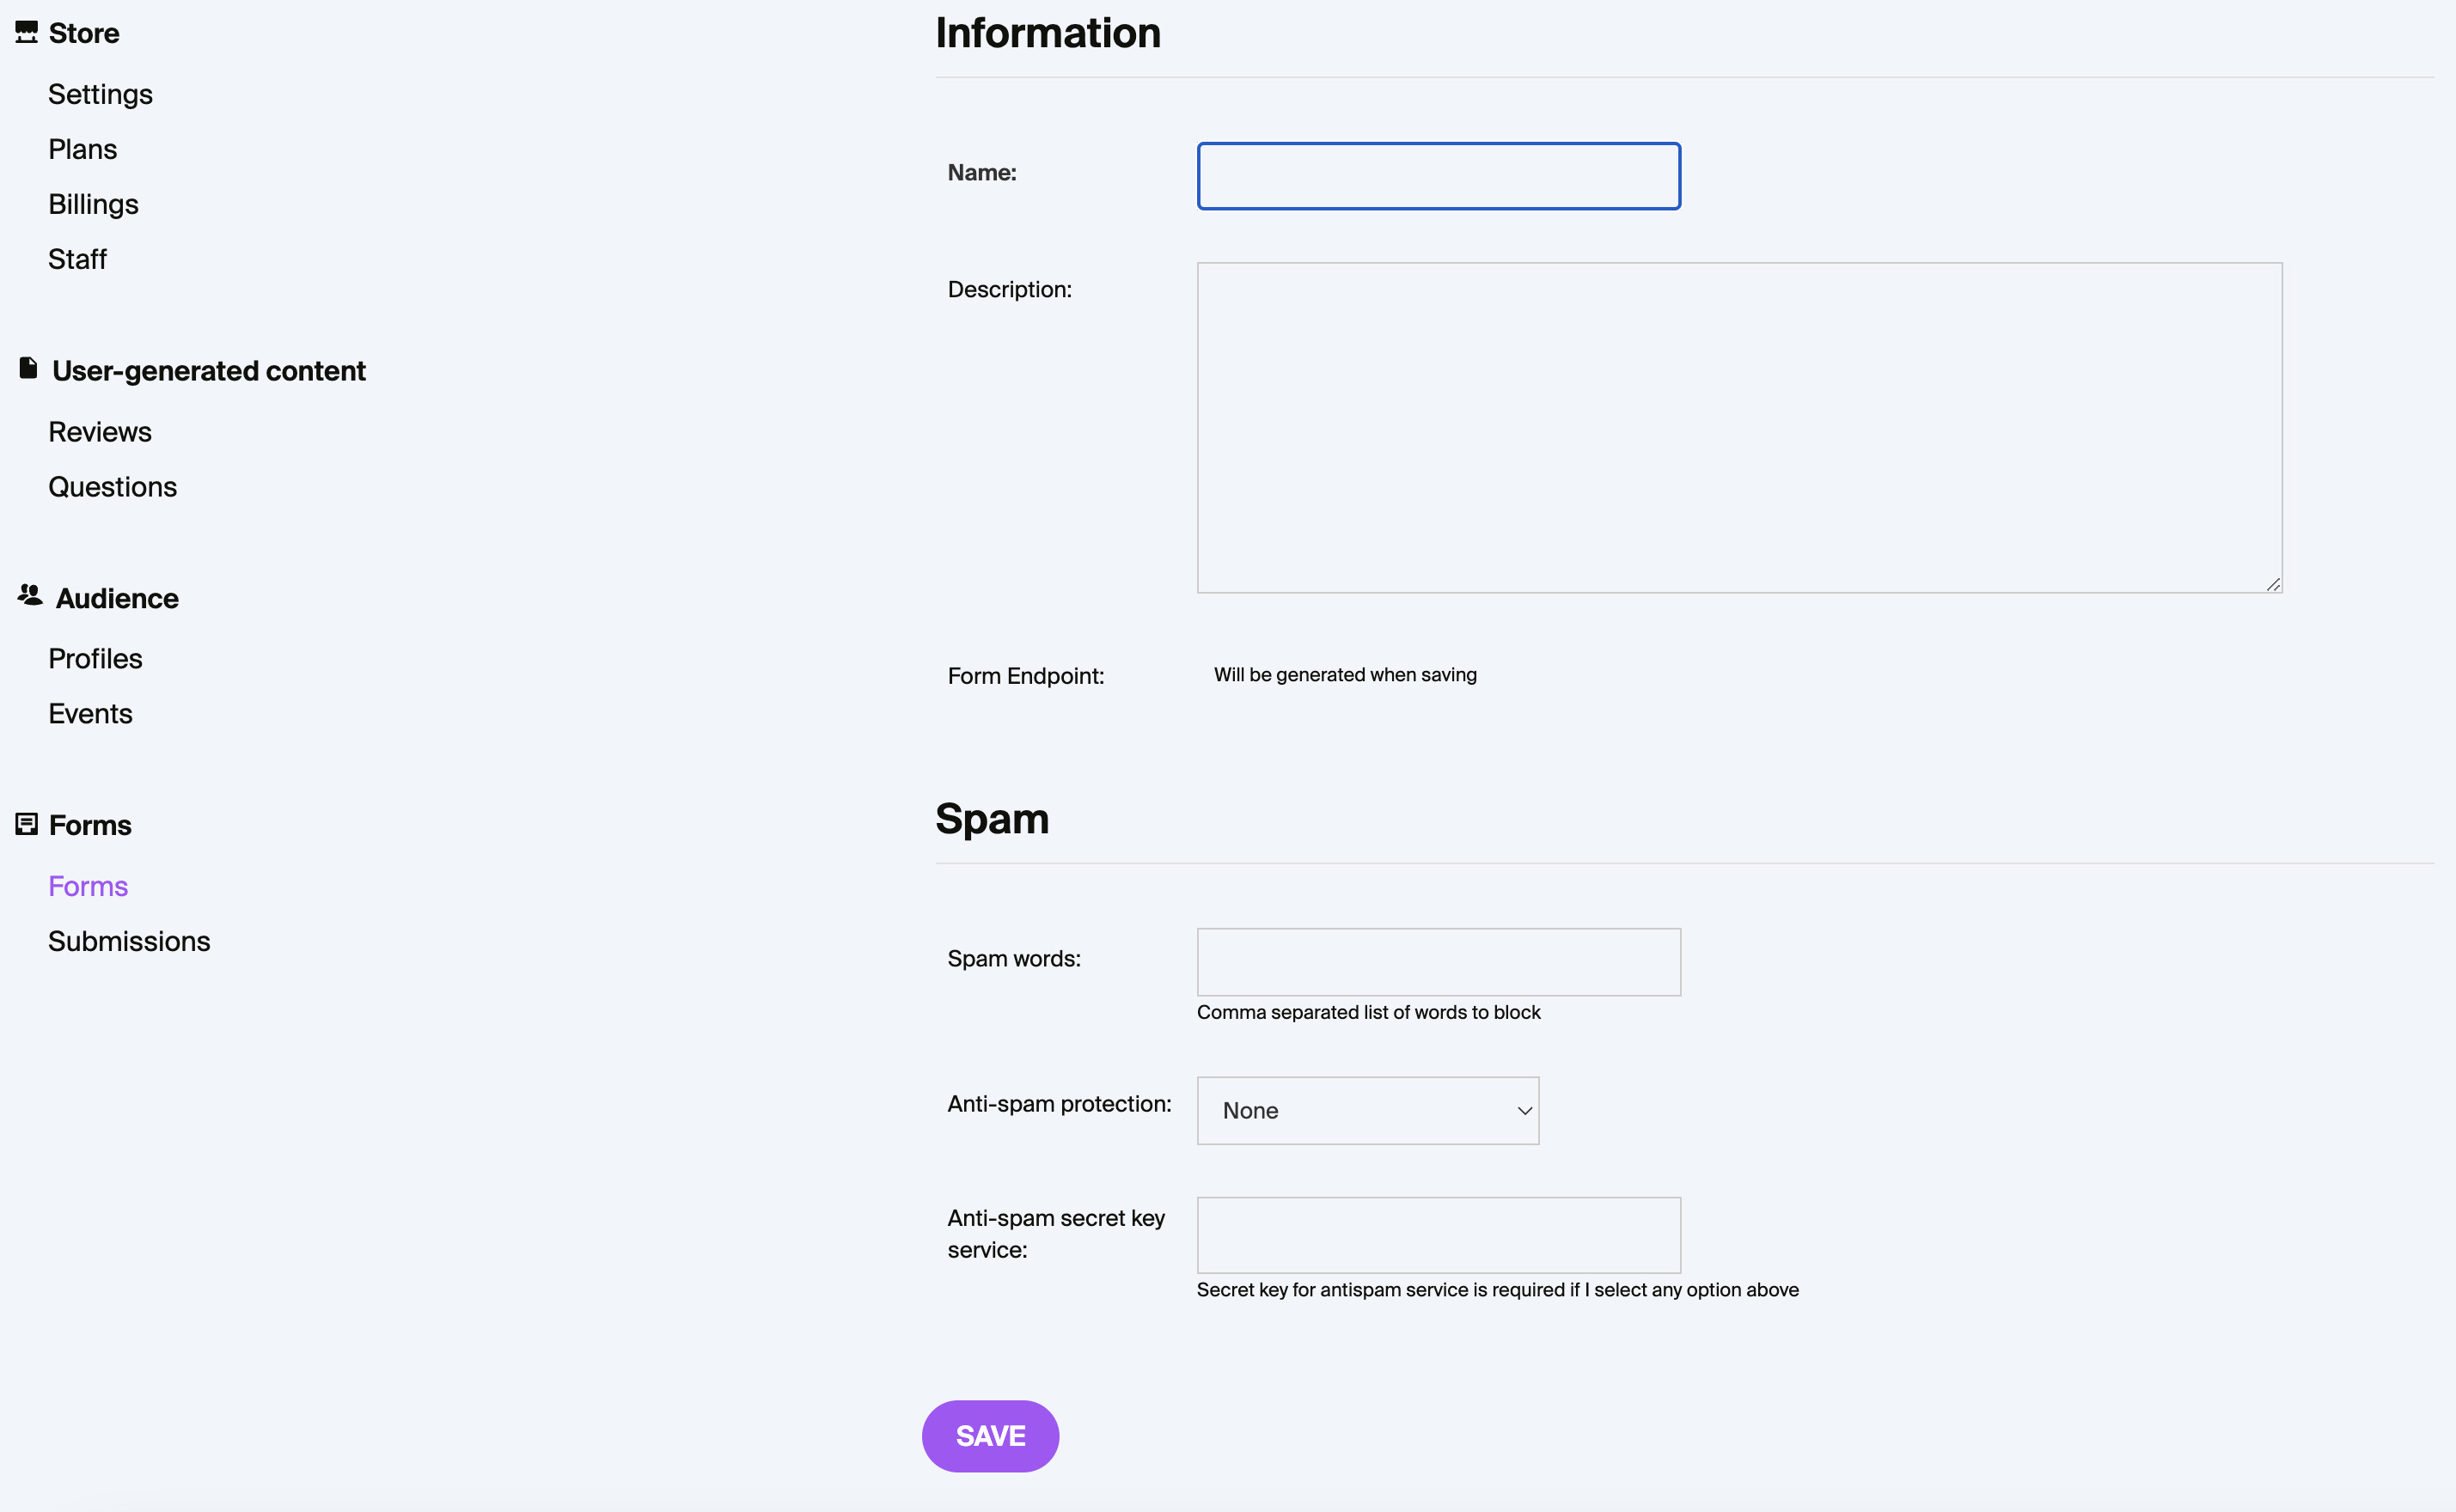 Store
Settings
Plans
Billings
Staff
User-generated content
Reviews
Questions
Audience
Profiles
Events
Forms
Forms
Submissions
Information
Name:
Description:
Form Endpoint:
Will be generated when saving
Spam
Spam words:
Comma separated list of words to block
Anti-spam protection:
None
Anti-spam secret key
service:
Secret key for antispam service is required if I select any option above
SAVE